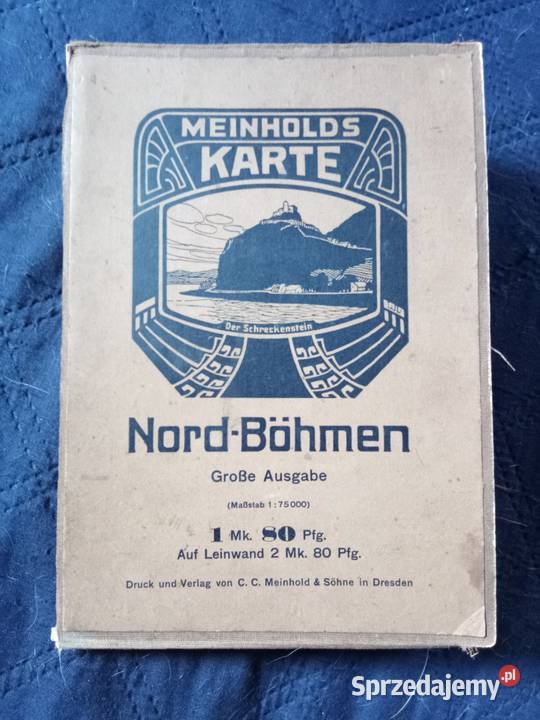 MEINHOLDS
KARTE
Der Schreckenstein
Nord-Böhmen
Große Ausgabe
(Maßstab 1:75000)
1 Mk. 80 Pfg.
Auf Leinwand 2 Mk. 80 Pfg.
Druck und Verlag von C. C. Meinhold & Söhne in Dresden
Sprzedajemy.pl